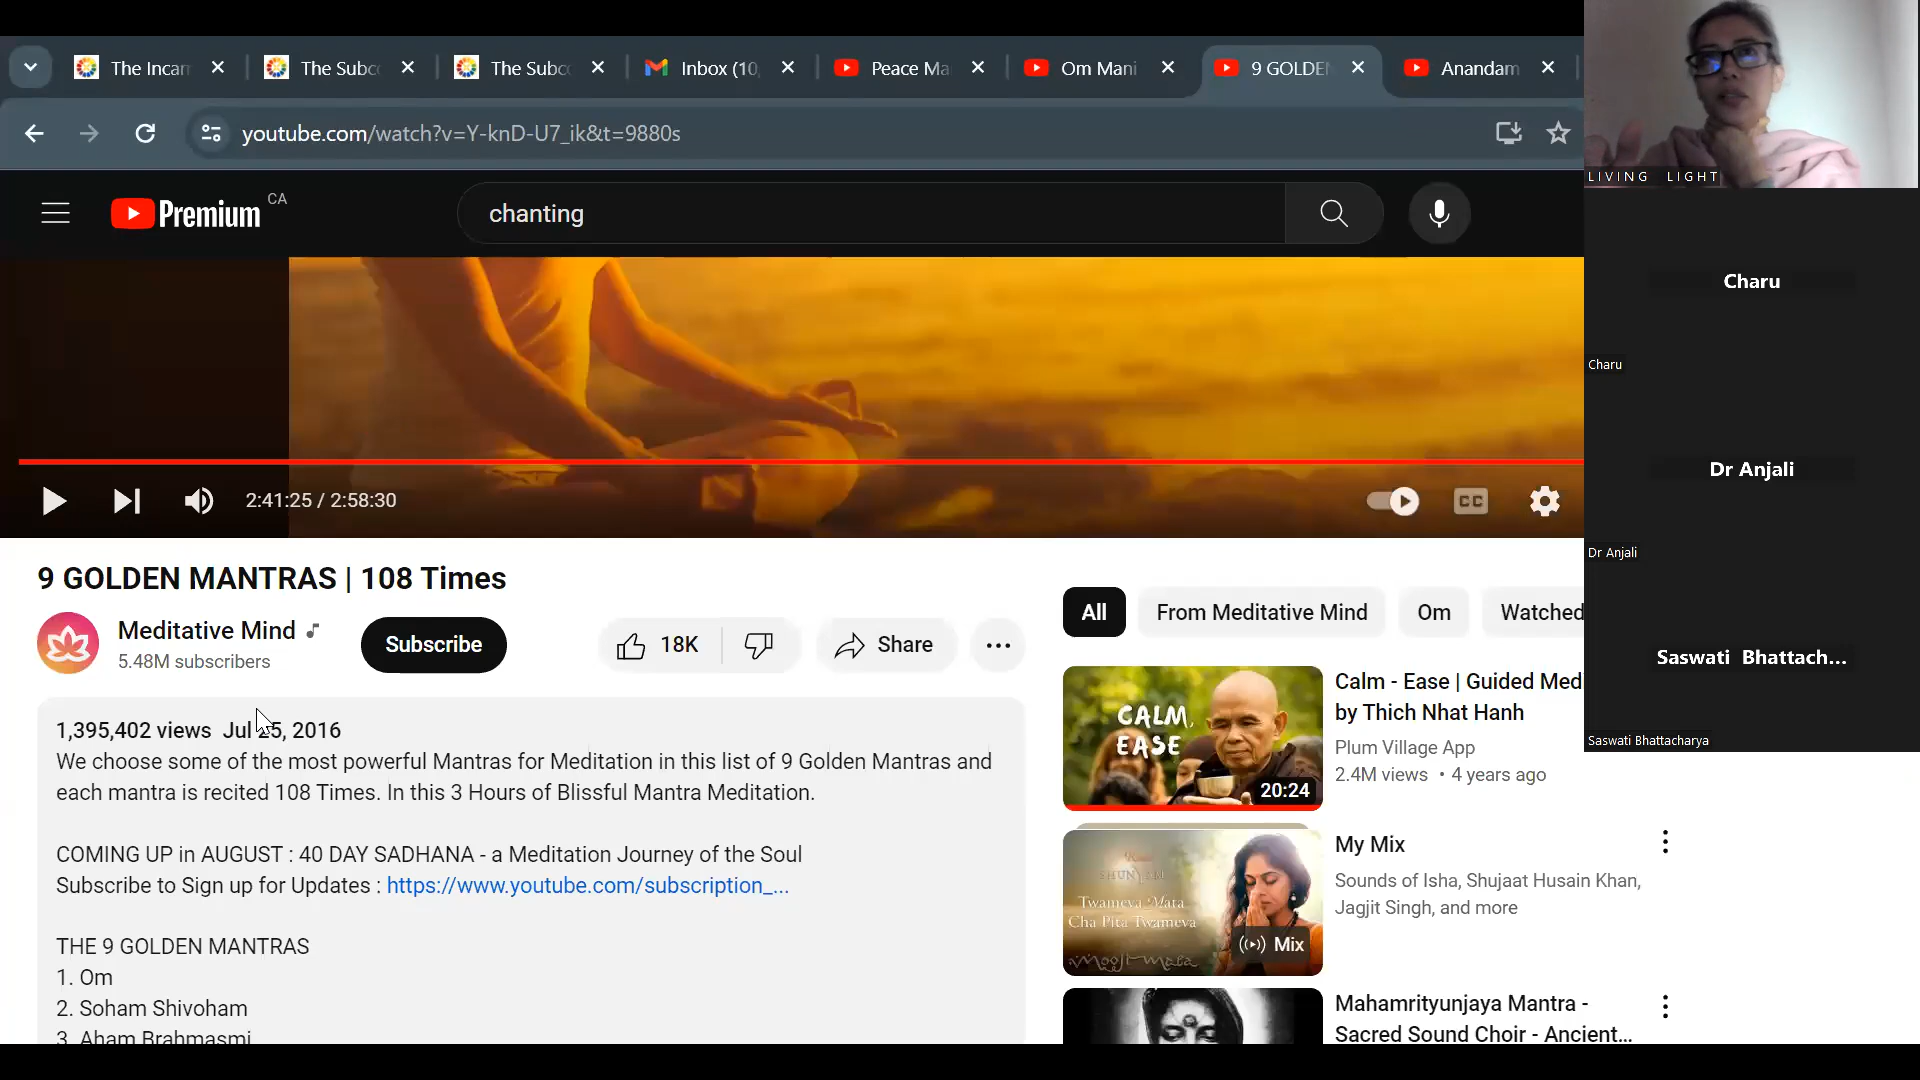 The Incar
The Subc
The Subc
Inbox (10,
Peace Ma
Om Mani
9 GOLDEN
Anandam
youtube.com/watch?v=Y-knD-U7_ik&t=9880s
LIVING LIGHT
Premium CA
chanting
Charu
Charu
Dr Anjali
Dr Anjali
Saswati Bhattach...
Saswati Bhattacharya
2:41:25 / 2:58:30
CC
9 GOLDEN MANTRAS | 108 Times
Meditative Mind
5.48M subscribers
Subscribe
18K
Share
1,395,402 views Jul 25, 2016
We choose some of the most powerful Mantras for Meditation in this list of 9 Golden Mantras and
each mantra is recited 108 Times. In this 3 Hours of Blissful Mantra Meditation.
COMING UP in AUGUST : 40 DAY SADHANA - a Meditation Journey of the Soul
Subscribe to Sign up for Updates : https://www.youtube.com/subscription_...
THE 9 GOLDEN MANTRAS
1. Om
2. Soham Shivoham
3. Aham Brahmasmi
All
From Meditative Mind
Om
Watched
CALM,
EASE
20:24
Calm - Ease | Guided Medi
by Thich Nhat Hanh
Plum Village App
2.4M views • 4 years ago
Twameva Mata
Cha Pita Twameva
Mooji Mala
Mix
My Mix
Sounds of Isha, Shujaat Husain Khan,
Jagjit Singh, and more
Mahamrityunjaya Mantra -
Sacred Sound Choir - Ancient...